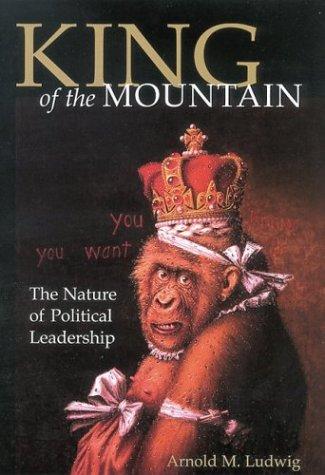 KING
of the MOUNTAIN
you
you want
The Nature
of Political
Leadership
Arnold M. Ludwig